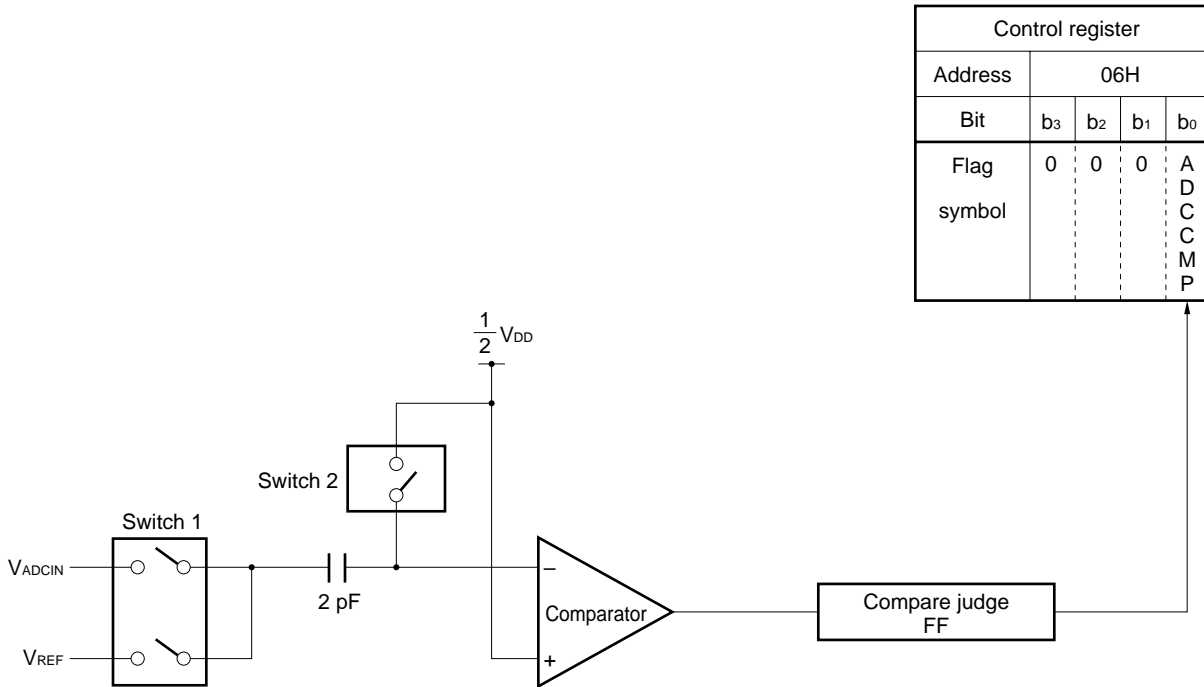 Control register
Address 06H
Bit b3 b2 b1 b0
Flag symbol 0 0 0 ADCCMP
1/2 VDD
Switch 2
Switch 1
VADCIN
2 pF
−
Comparator
+
VREF
Compare judge
FF